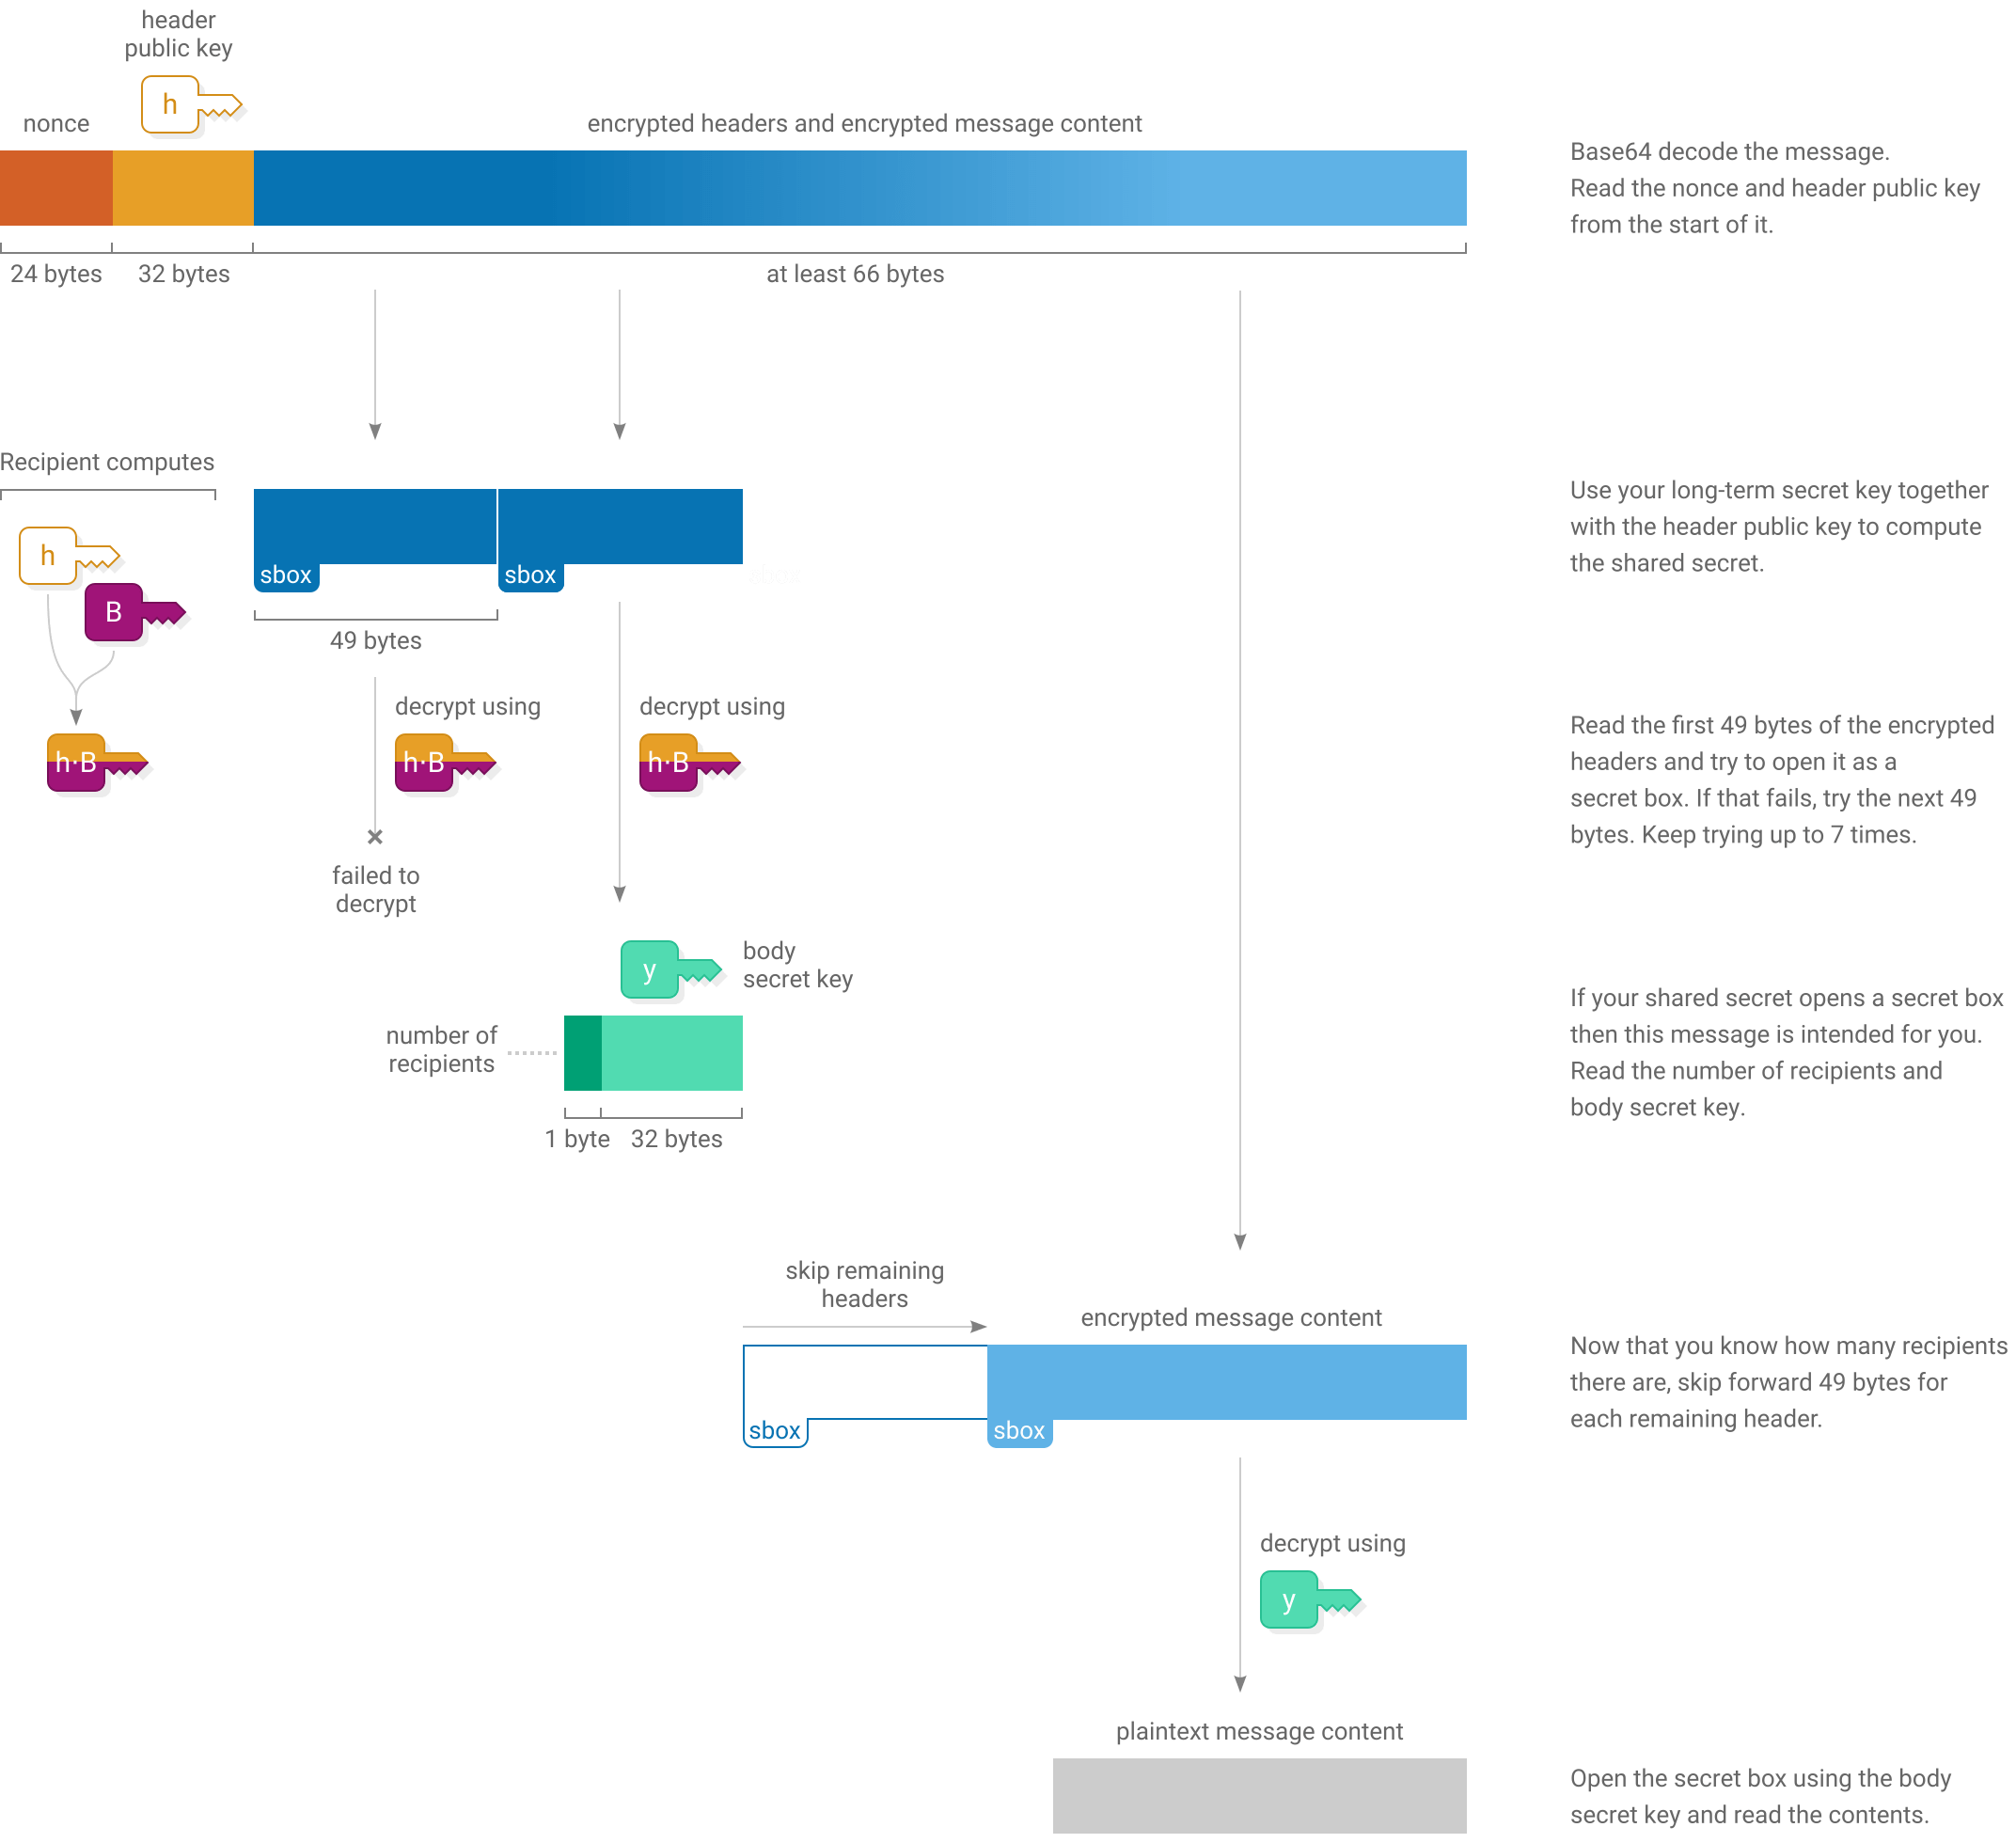 header
public key
h
nonce
encrypted headers and encrypted message content
Base64 decode the message.
Read the nonce and header public key
from the start of it.
24 bytes
32 bytes
at least 66 bytes
Recipient computes
h
B
h·B
sbox
sbox
49 bytes
Use your long-term secret key together
with the header public key to compute
the shared secret.
decrypt using
h·B
decrypt using
h·B
failed to
decrypt
Read the first 49 bytes of the encrypted
headers and try to open it as a
secret box. If that fails, try the next 49
bytes. Keep trying up to 7 times.
y
body
secret key
number of
recipients
1 byte
32 bytes
If your shared secret opens a secret box
then this message is intended for you.
Read the number of recipients and
body secret key.
skip remaining
headers
encrypted message content
sbox
sbox
Now that you know how many recipients
there are, skip forward 49 bytes for
each remaining header.
decrypt using
y
plaintext message content
Open the secret box using the body
secret key and read the contents.